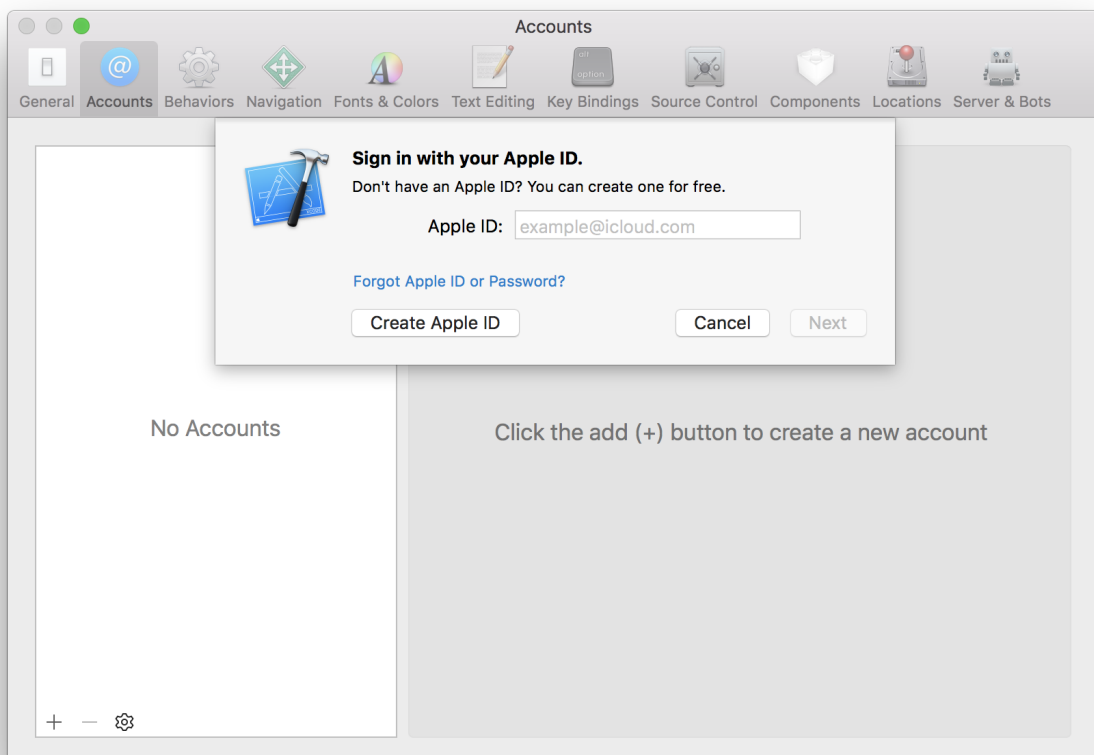 Accounts
General Accounts Behaviors Navigation Fonts & Colors Text Editing Key Bindings Source Control Components Locations Server & Bots
alt
option
Sign in with your Apple ID.
Don't have an Apple ID? You can create one for free.
Apple ID: example@icloud.com
Forgot Apple ID or Password?
Create Apple ID Cancel Next
No Accounts
Click the add (+) button to create a new account